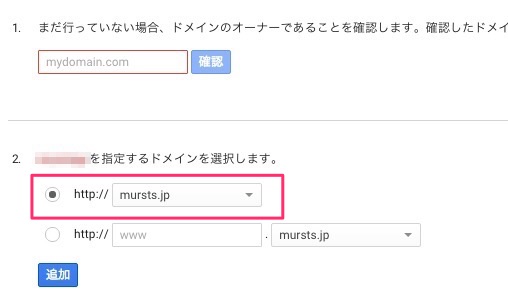 1. まだ行っていない場合、ドメインのオーナーであることを確認します。確認したドメイ
mydomain.com 確認
2. を指定するドメインを選択します。
http:// mursts.jp
http:// www . mursts.jp
追加